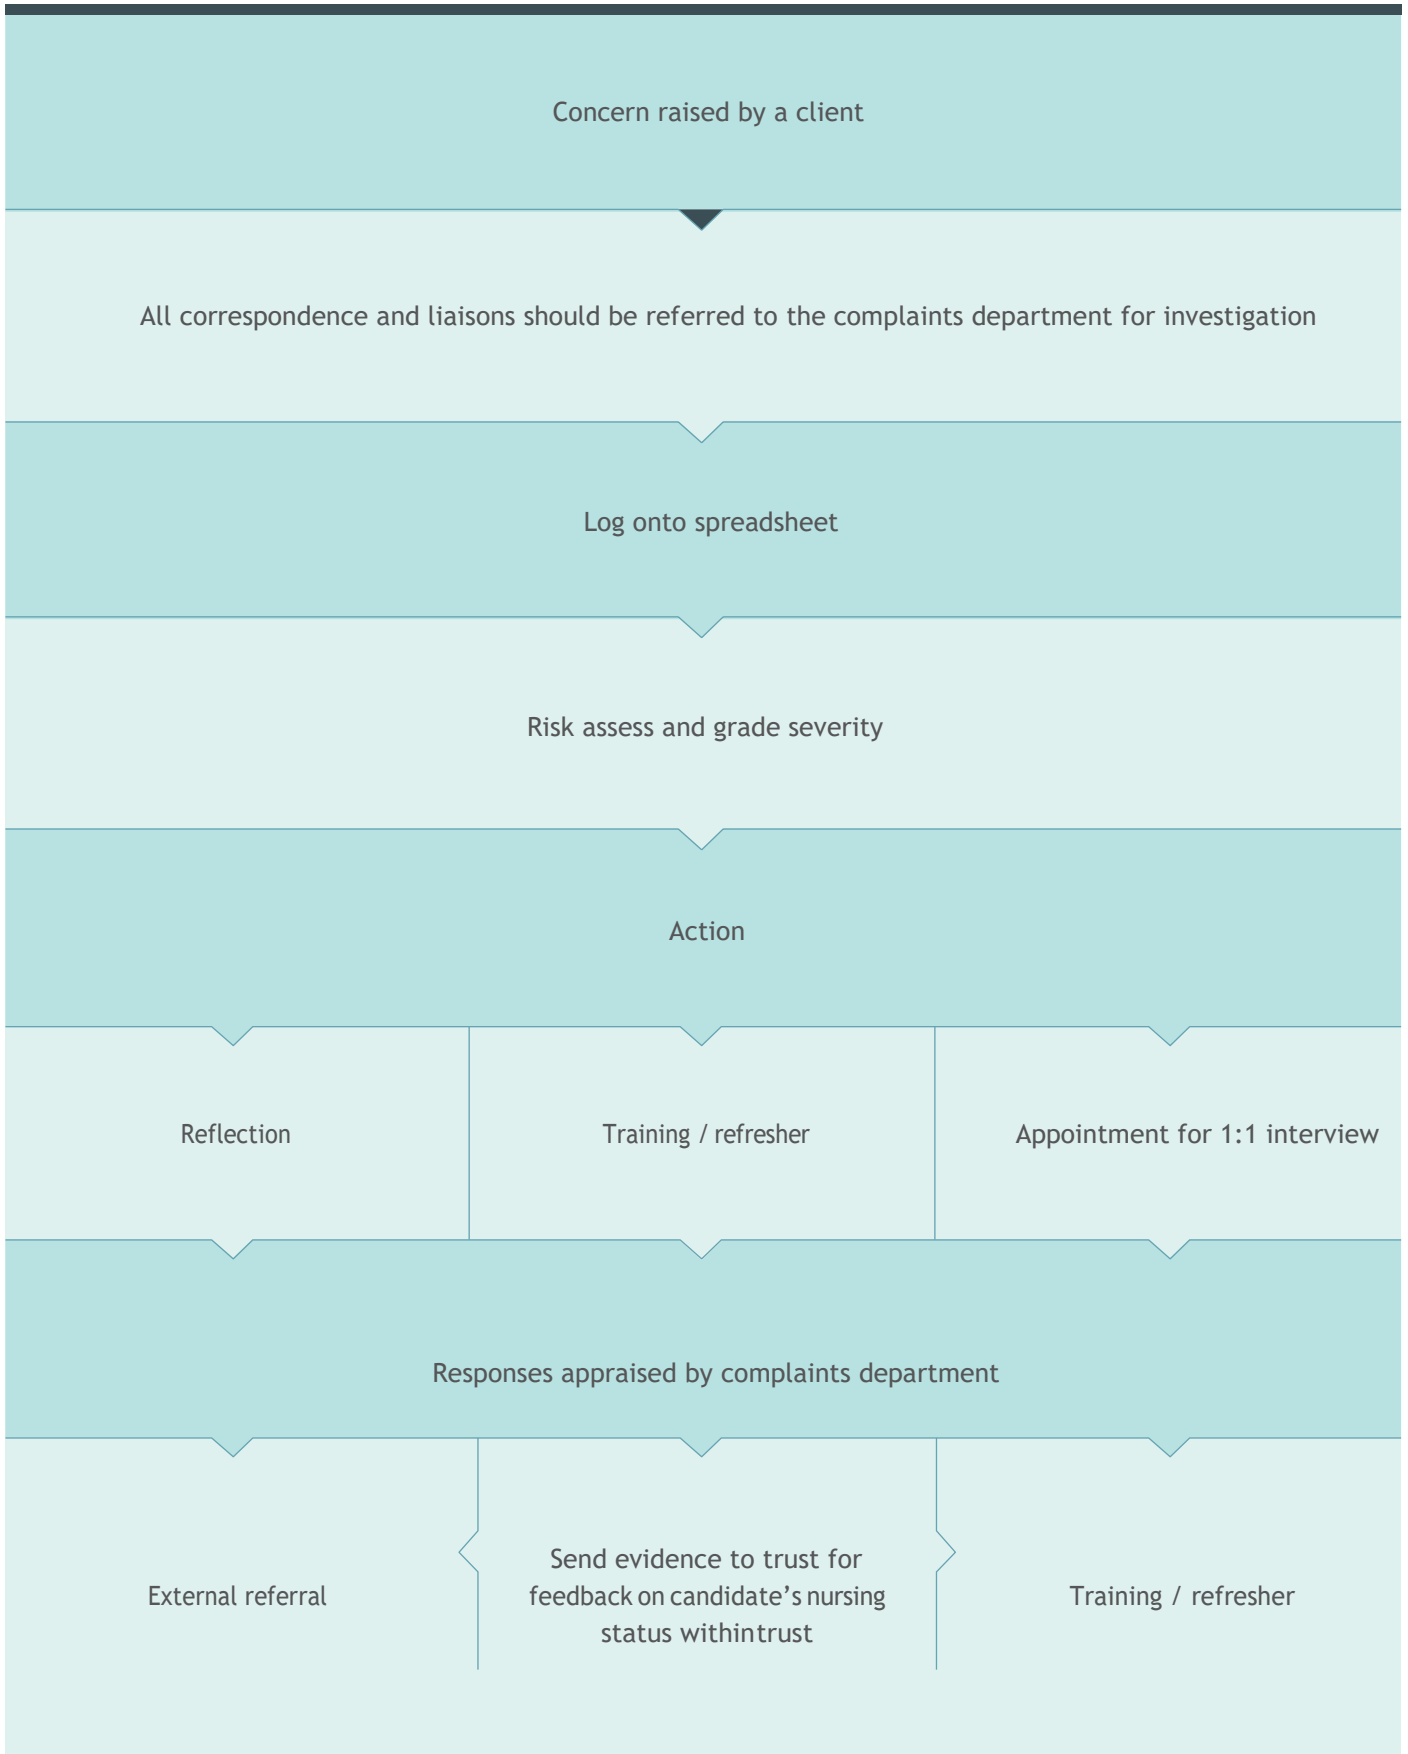 Concern raised by a client
All correspondence and liaisons should be referred to the complaints department for investigation
Log onto spreadsheet
Risk assess and grade severity
Action
Reflection
Training / refresher
Appointment for 1:1 interview
Responses appraised by complaints department
External referral
Send evidence to trust for
feedback on candidate’s nursing
status within trust
Training / refresher